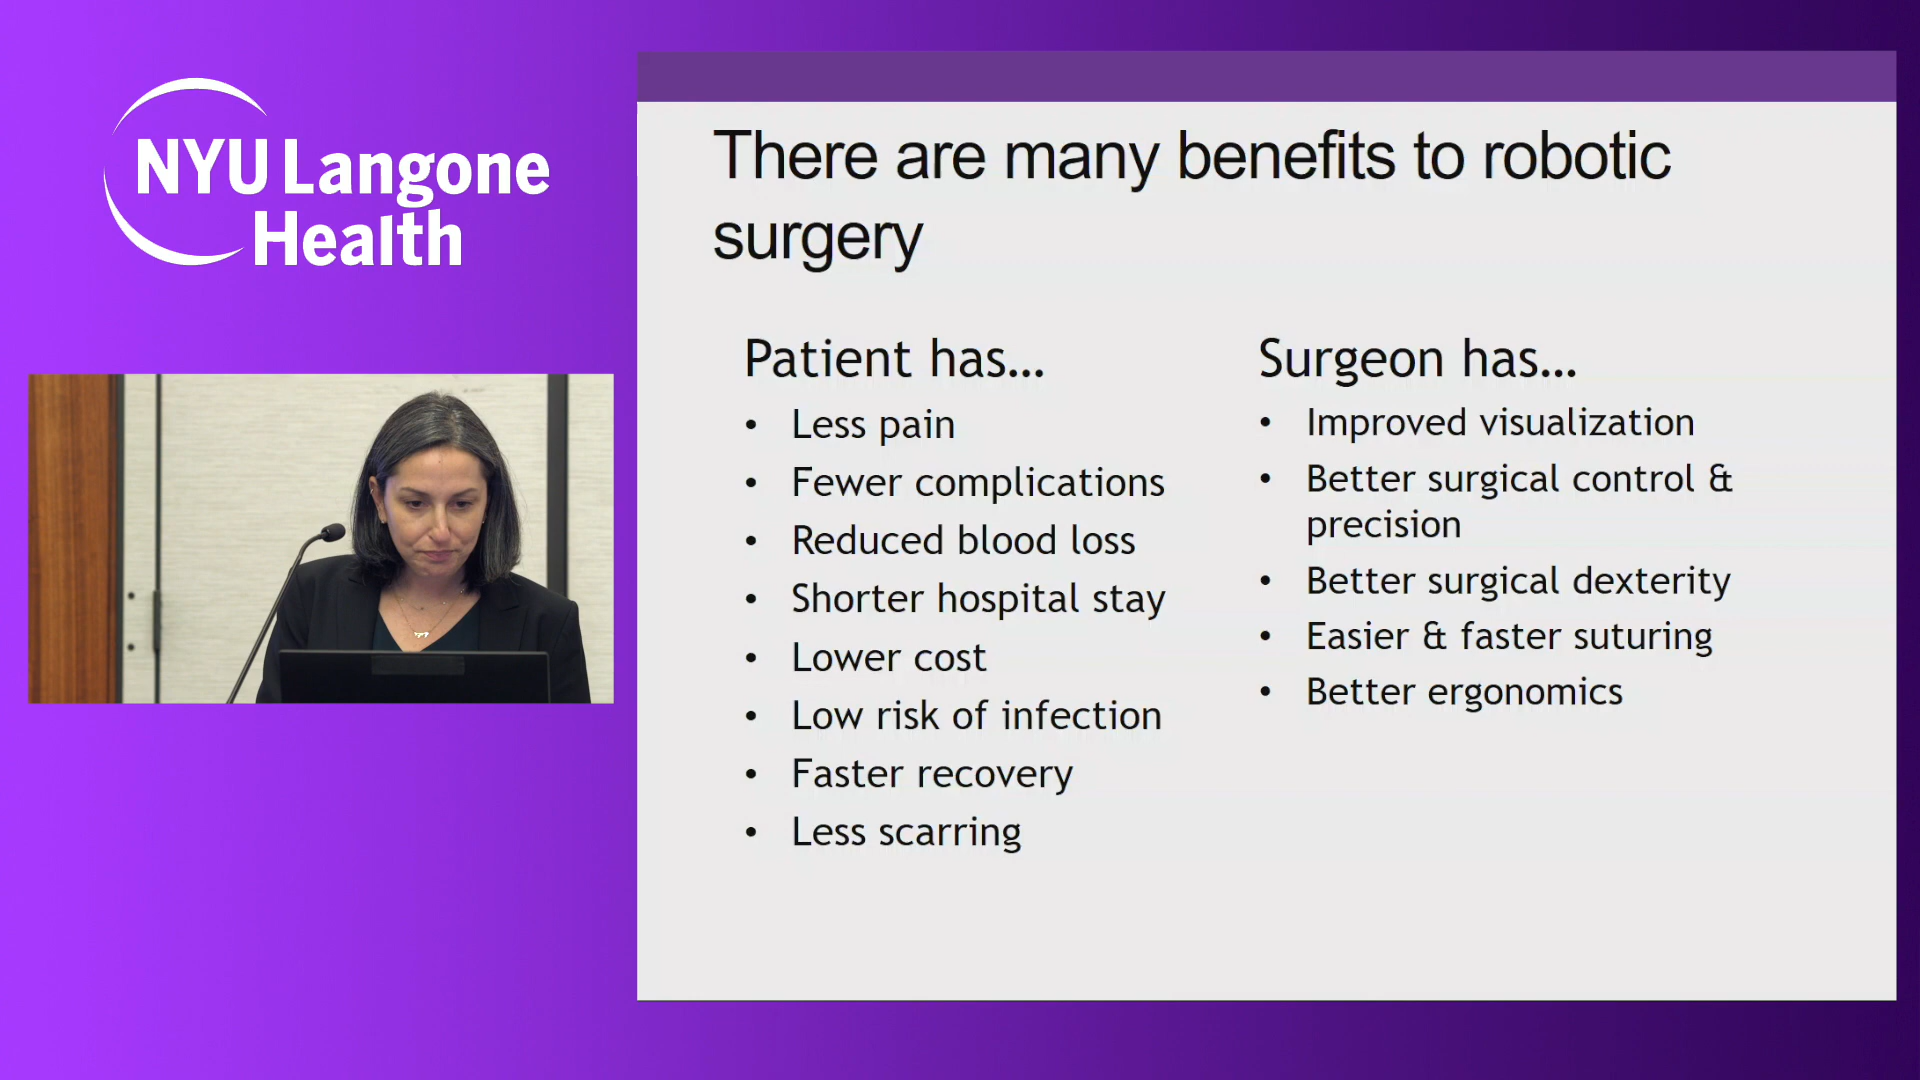 NYU Langone
Health
There are many benefits to robotic
surgery
Patient has...
• Less pain
• Fewer complications
• Reduced blood loss
• Shorter hospital stay
• Lower cost
• Low risk of infection
• Faster recovery
• Less scarring
Surgeon has...
• Improved visualization
• Better surgical control &
precision
• Better surgical dexterity
• Easier & faster suturing
• Better ergonomics